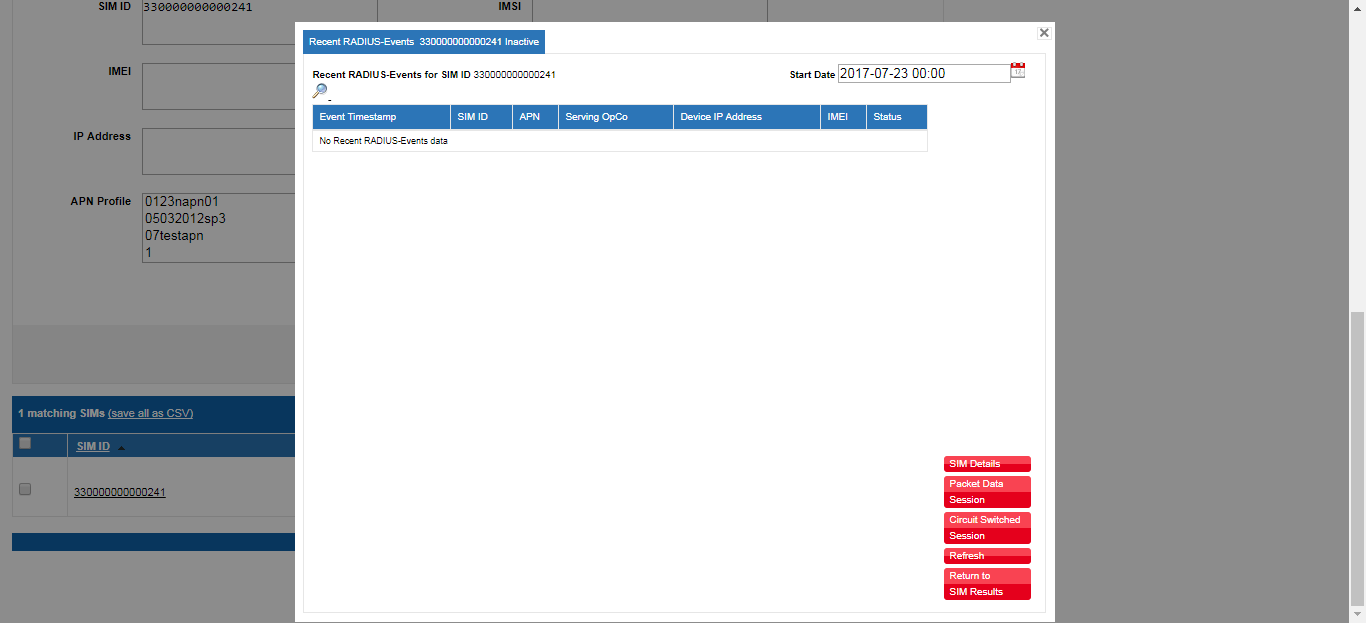 SIM ID 330000000000241 IMSI
IMEI
IP Address
APN Profile 0123napn01
05032012sp3
07testapn
1
1 matching SIMs (save all as CSV)
SIM ID
330000000000241
Recent RADIUS-Events 330000000000241 Inactive
Recent RADIUS-Events for SIM ID 330000000000241 Start Date 2017-07-23 00:00
Event Timestamp SIM ID APN Serving OpCo Device IP Address IMEI Status
No Recent RADIUS-Events data
SIM Details
Packet Data
Session
Circuit Switched
Session
Refresh
Return to
SIM Results